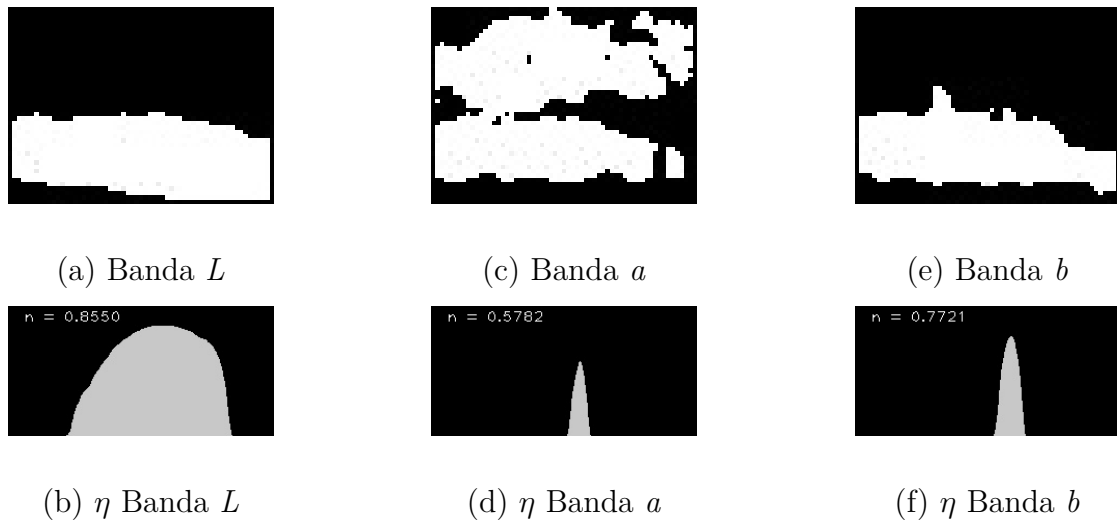 (a) Banda L
(c) Banda a
(e) Banda b
n = 0.8550
n = 0.5782
n = 0.7721
(b) η Banda L
(d) η Banda a
(f) η Banda b